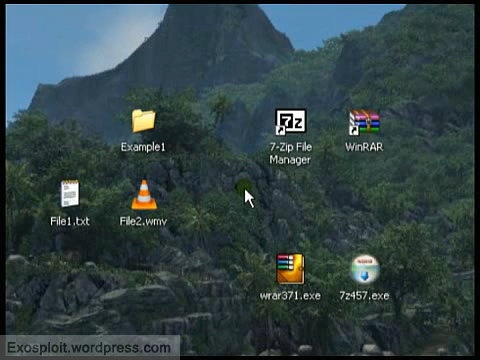 Example1
7-Zip File
Manager
WinRAR
File1.txt
File2.wmv
wrar371.exe
7z457.exe
Exosploit.wordpress.com